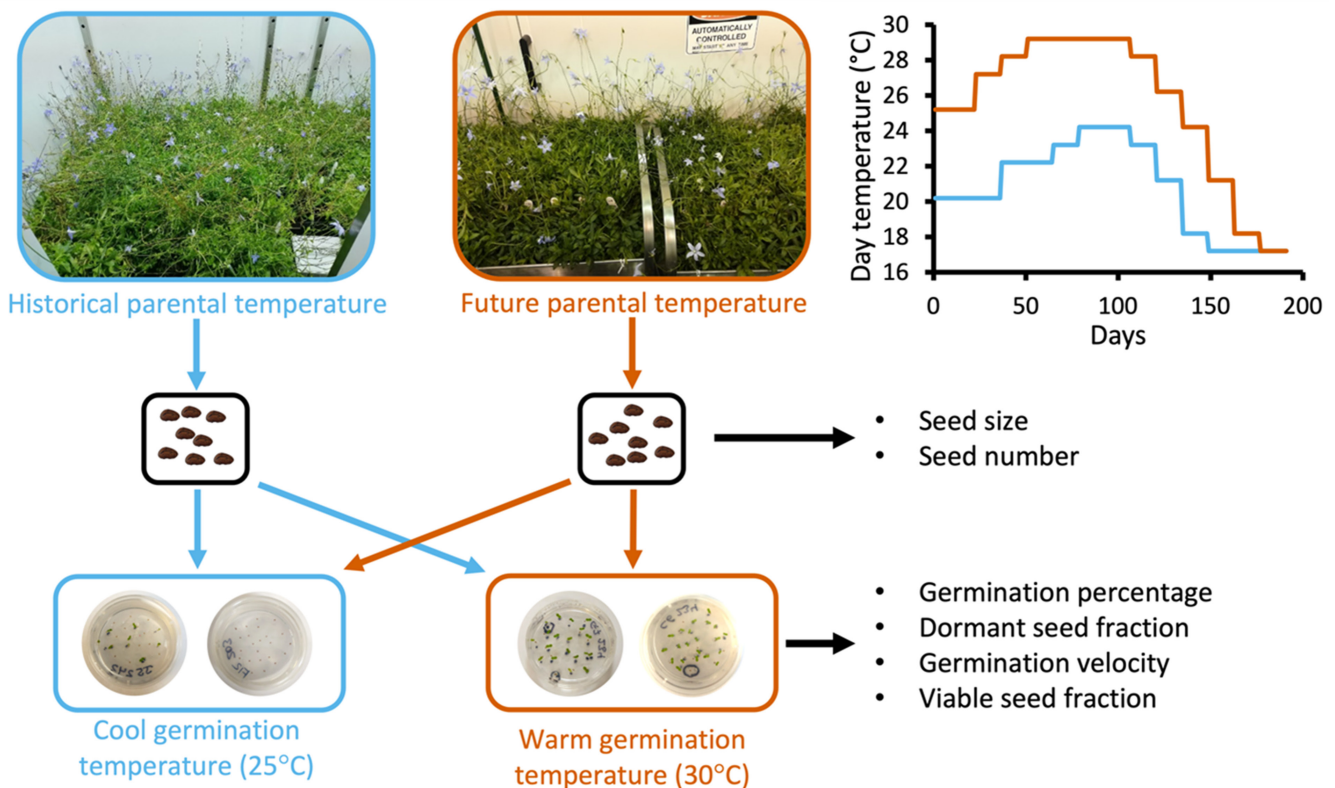 AUTOMATICALLY
CONTROLLED
Historical parental temperature
Future parental temperature
Day temperature (°C)
30
28
26
24
22
20
18
16
0
50
100
150
200
Days
• Seed size
• Seed number
• Germination percentage
• Dormant seed fraction
• Germination velocity
• Viable seed fraction
Cool germination
temperature (25°C)
Warm germination
temperature (30°C)